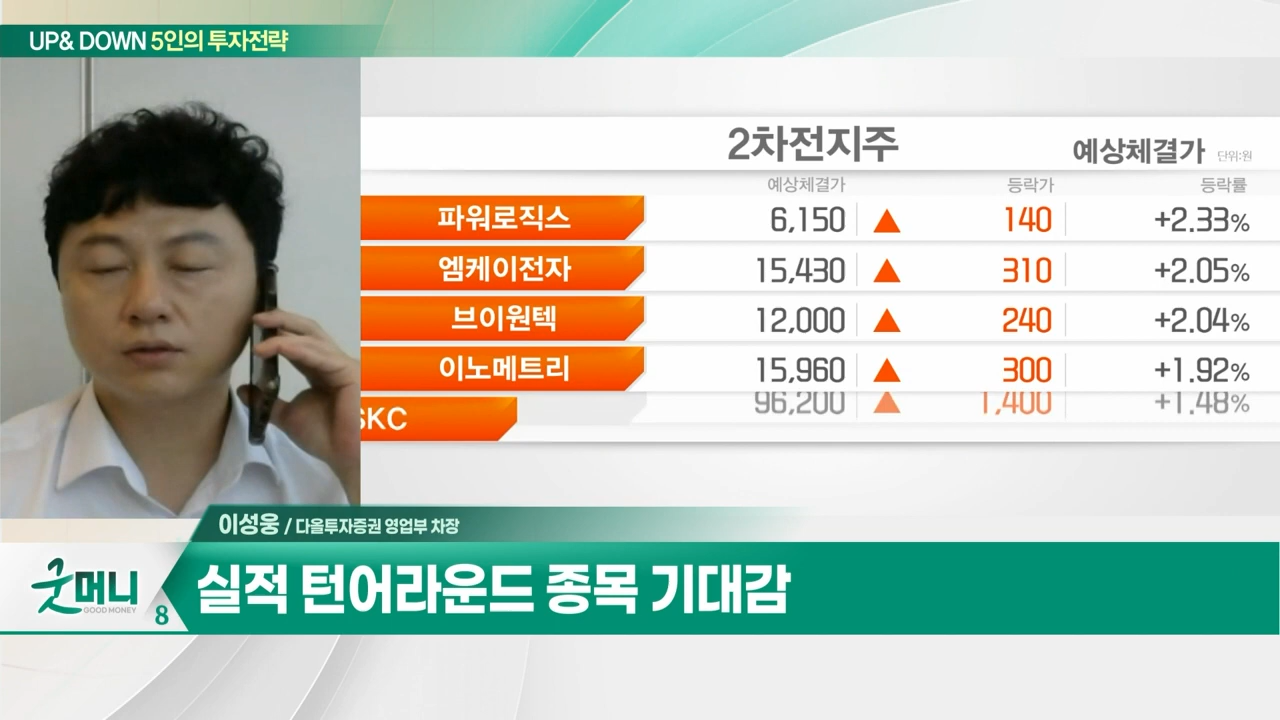 UP& DOWN 5인의 투자전략
2차전지주 예상체결가 단위:원
예상체결가 등락가 등락률
파워로직스 6,150 ▲ 140 +2.33%
엠케이전자 15,430 ▲ 310 +2.05%
브이원텍 12,000 ▲ 240 +2.04%
이노메트리 15,960 ▲ 300 +1.92%
SKC 96,200 ▲ 1,400 +1.48%
이성웅 / 다올투자증권 영업부 차장
굿머니 GOOD MONEY 8
실적 턴어라운드 종목 기대감